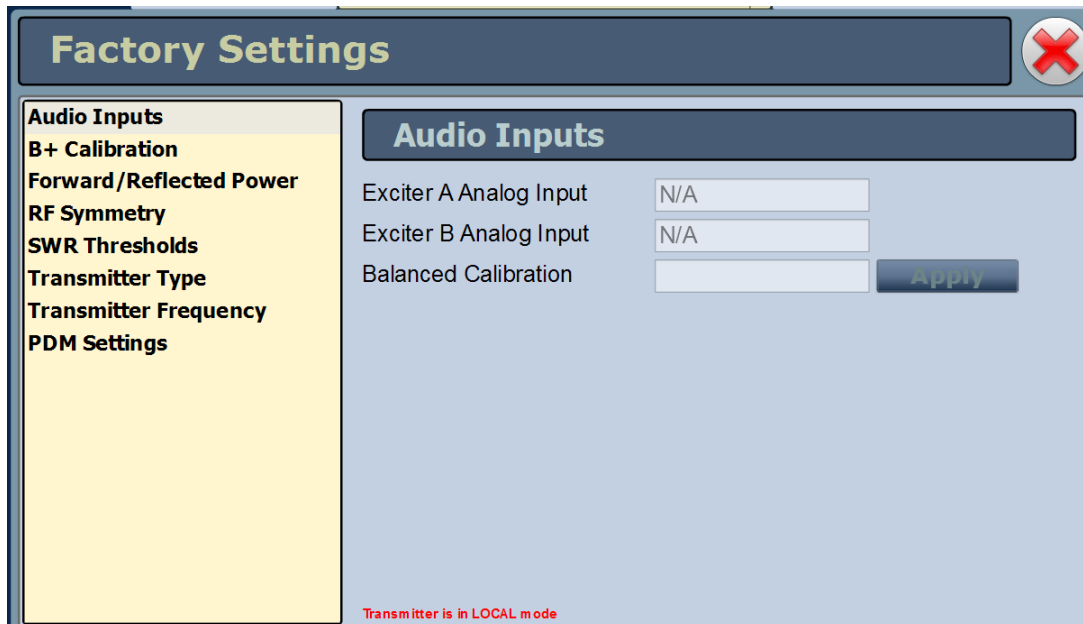 Factory Settings
Audio Inputs
B+ Calibration
Forward/Reflected Power
RF Symmetry
SWR Thresholds
Transmitter Type
Transmitter Frequency
PDM Settings
Audio Inputs
Exciter A Analog Input N/A
Exciter B Analog Input N/A
Balanced Calibration Apply
Transmitter is in LOCAL mode